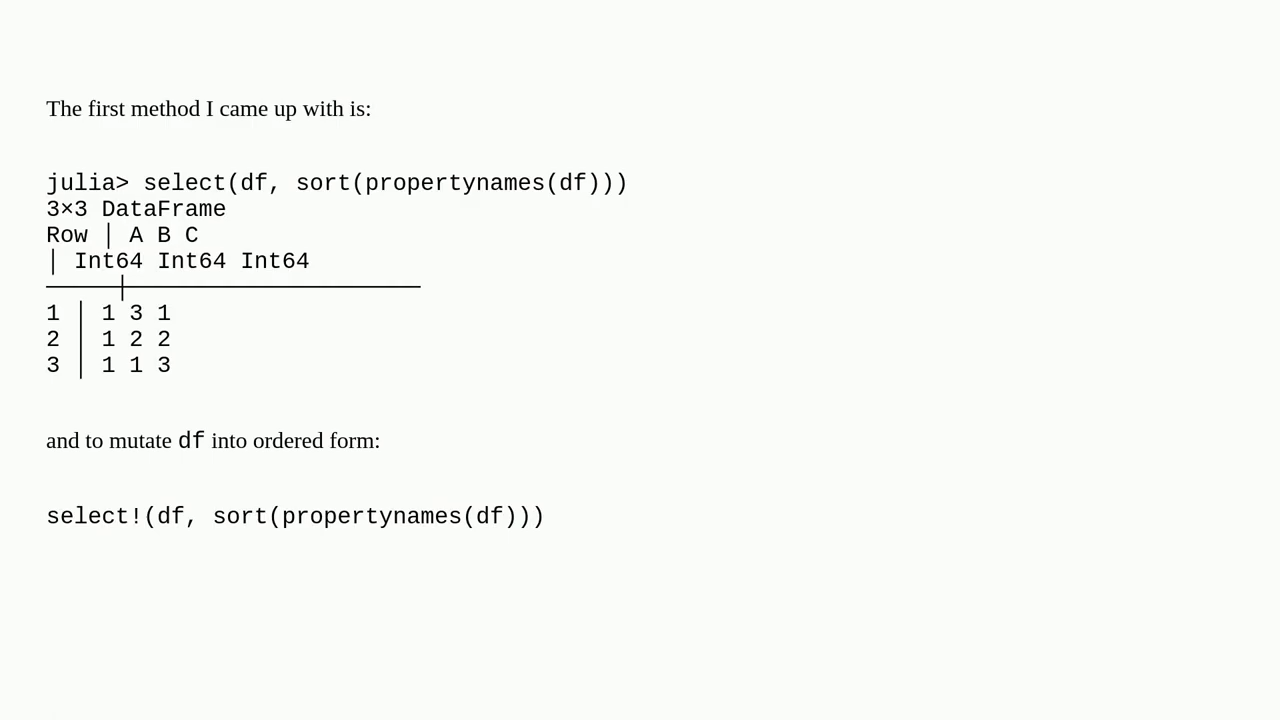 The first method I came up with is:
julia> select(df, sort(propertynames(df)))
3×3 DataFrame
Row │ A B C
│ Int64 Int64 Int64
─────┼─────────────────────
1 │ 1 3 1
2 │ 1 2 2
3 │ 1 1 3
and to mutate df into ordered form:
select!(df, sort(propertynames(df)))